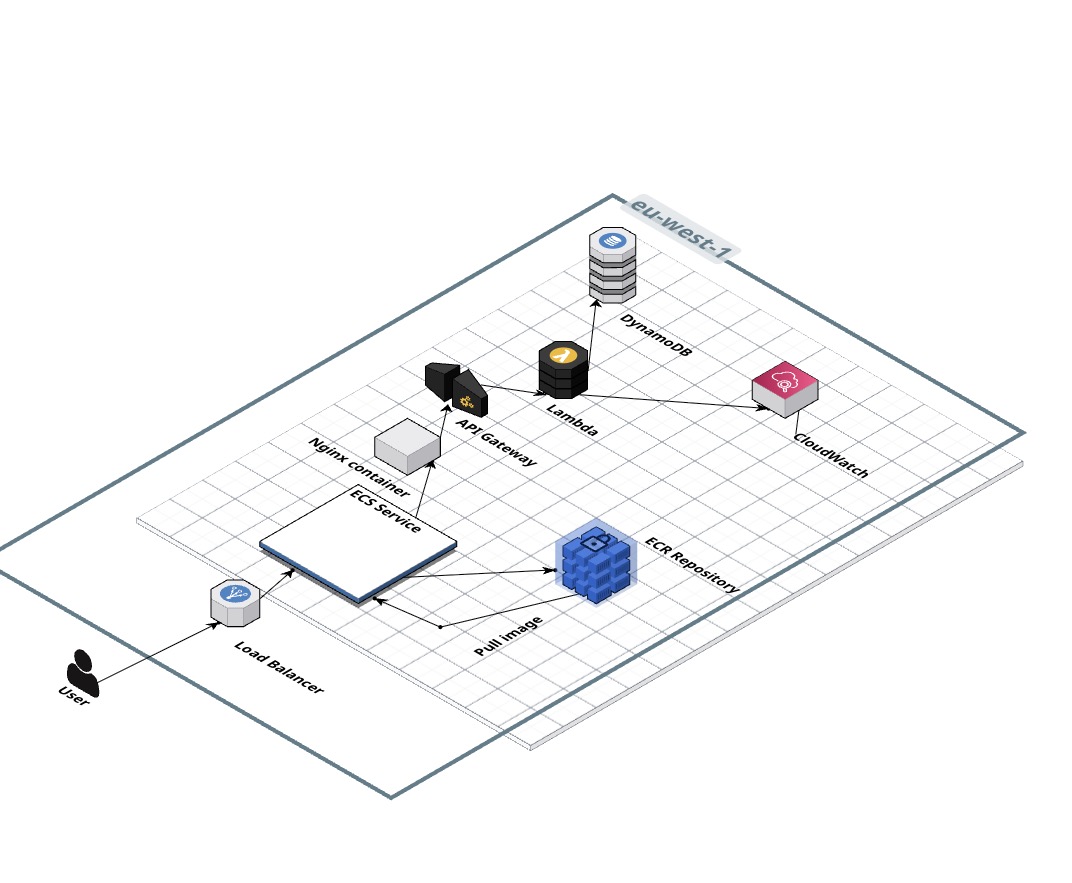 eu-west-1
DynamoDB
Lambda
CloudWatch
API Gateway
Nginx container
ECS Service
ECR Repository
Pull image
Load Balancer
User